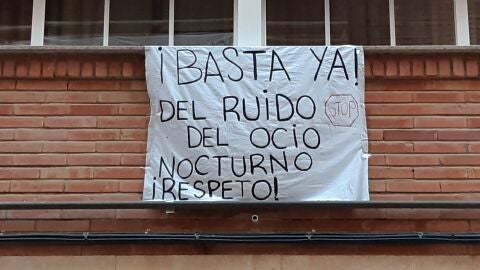 ¡BASTA YA!
DEL RUIDO STOP
DEL OCIO
NOCTURNO
¡RESPETO!